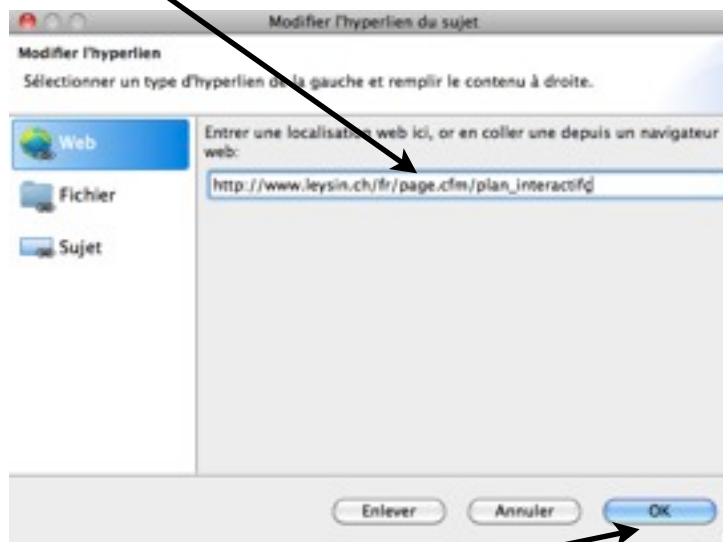 Modifier l'hyperlien du sujet
Modifier l'hyperlien
Sélectionner un type d'hyperlien de la gauche et remplir le contenu à droite.
Web
Entrer une localisation web ici, or en coller une depuis un navigateur
web:
http://www.leysin.ch/fr/page.cfm/plan_interactifq
Fichier
Sujet
Enlever
Annuler
OK